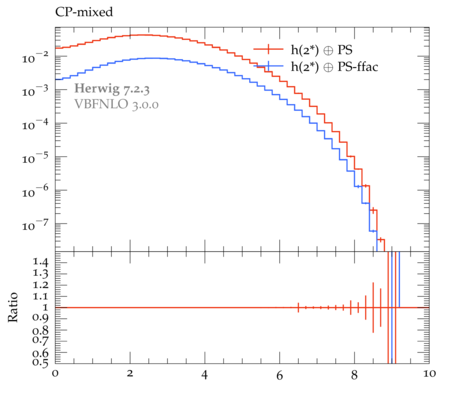 CP-mixed
h(2*) ⊕ PS
h(2*) ⊕ PS-ffac
Herwig 7.2.3
VBFNLO 3.0.0
10⁻²
10⁻³
10⁻⁴
10⁻⁵
10⁻⁶
10⁻⁷
Ratio
1.4
1.3
1.2
1.1
1
0.9
0.8
0.7
0.6
0.5
0 2 4 6 8 10